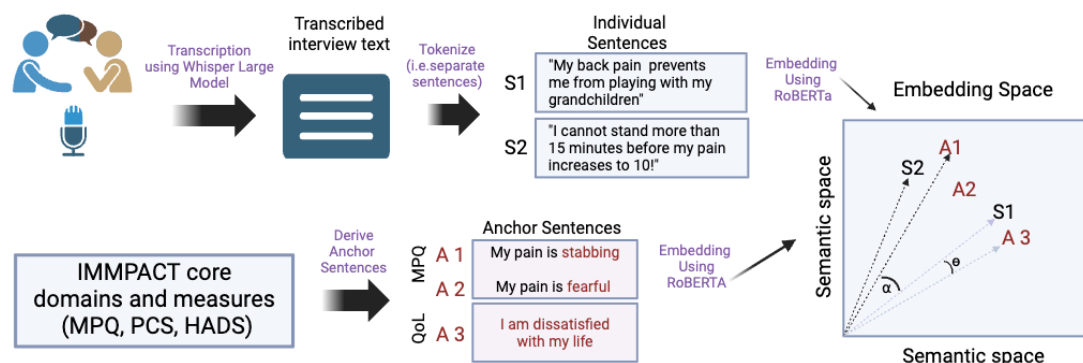 Transcription
using Whisper Large
Model
Transcribed
interview text
Tokenize
(i.e.separate
sentences)
Individual
Sentences
S1
"My back pain prevents
me from playing with my
grandchildren"
S2
"I cannot stand more than
15 minutes before my pain
increases to 10!"
Embedding
Using
RoBERTa
Embedding Space
Semantic space
S2
A1
A2
S1
A 3
α
ɵ
Semantic space
IMMPACT core
domains and measures
(MPQ, PCS, HADS)
Derive
Anchor
Sentences
Anchor Sentences
MPQ
A 1
My pain is stabbing
A 2
My pain is fearful
QoL
A 3
I am dissatisfied
with my life
Embedding
Using
RoBERTA